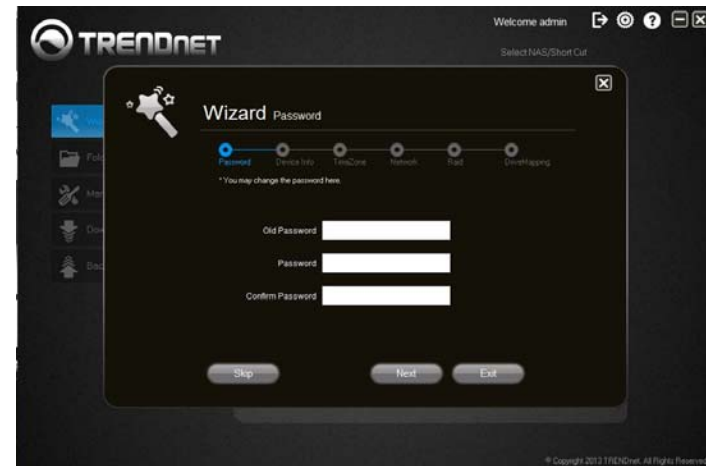 Welcome admin
TRENDNET
Select NAS/Short Cut
Wizard Password
Password Device Info TimeZone Network Raid DriveMapping
* You may change the password here.
Old Password
Password
Confirm Password
Skip Next Exit
© Copyright 2013 TRENDnet. All Rights Reserved